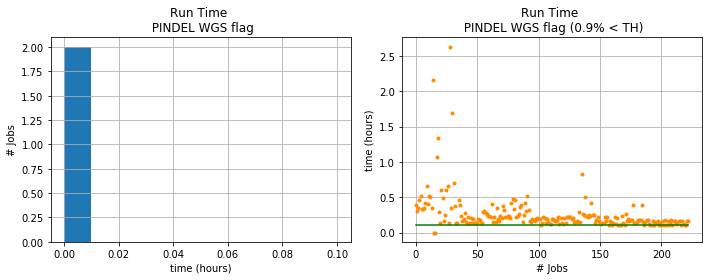 Run Time
PINDEL WGS flag
# Jobs
2.00
1.75
1.50
1.25
1.00
0.75
0.50
0.25
0.00
0.00 0.02 0.04 0.06 0.08 0.10
time (hours)
Run Time
PINDEL WGS flag (0.9% < TH)
time (hours)
2.5
2.0
1.5
1.0
0.5
0.0
0 50 100 150 200
# Jobs